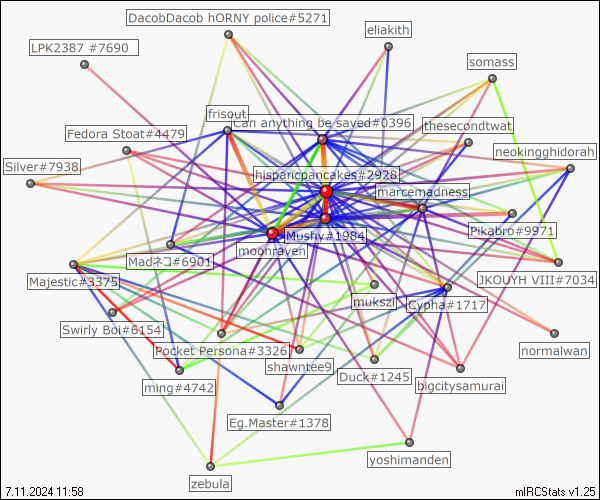 DacobDacob hORNY police#5271
eliakith
LPK2387 #7690
somass
frisout
Can anything be saved#0396
thesecondtwat
Fedora Stoat#4479
neokingghidorah
Silver#7938
hispancpancakes#2928
marcemadness
Pikabro#9971
Mushy#1984
moonraven
Madネコ#6901
Majestic#3375
JKOUYH VIII#7034
mukszi
Cypha#1717
Swirly Boi#6154
Pocket Persona#3326
normalwan
shawntee9
Duck#1245
bigcitysamurai
ming#4742
Eg.Master#1378
yoshimanden
zebula
7.11.2024 11:58
mIRCStats v1.25